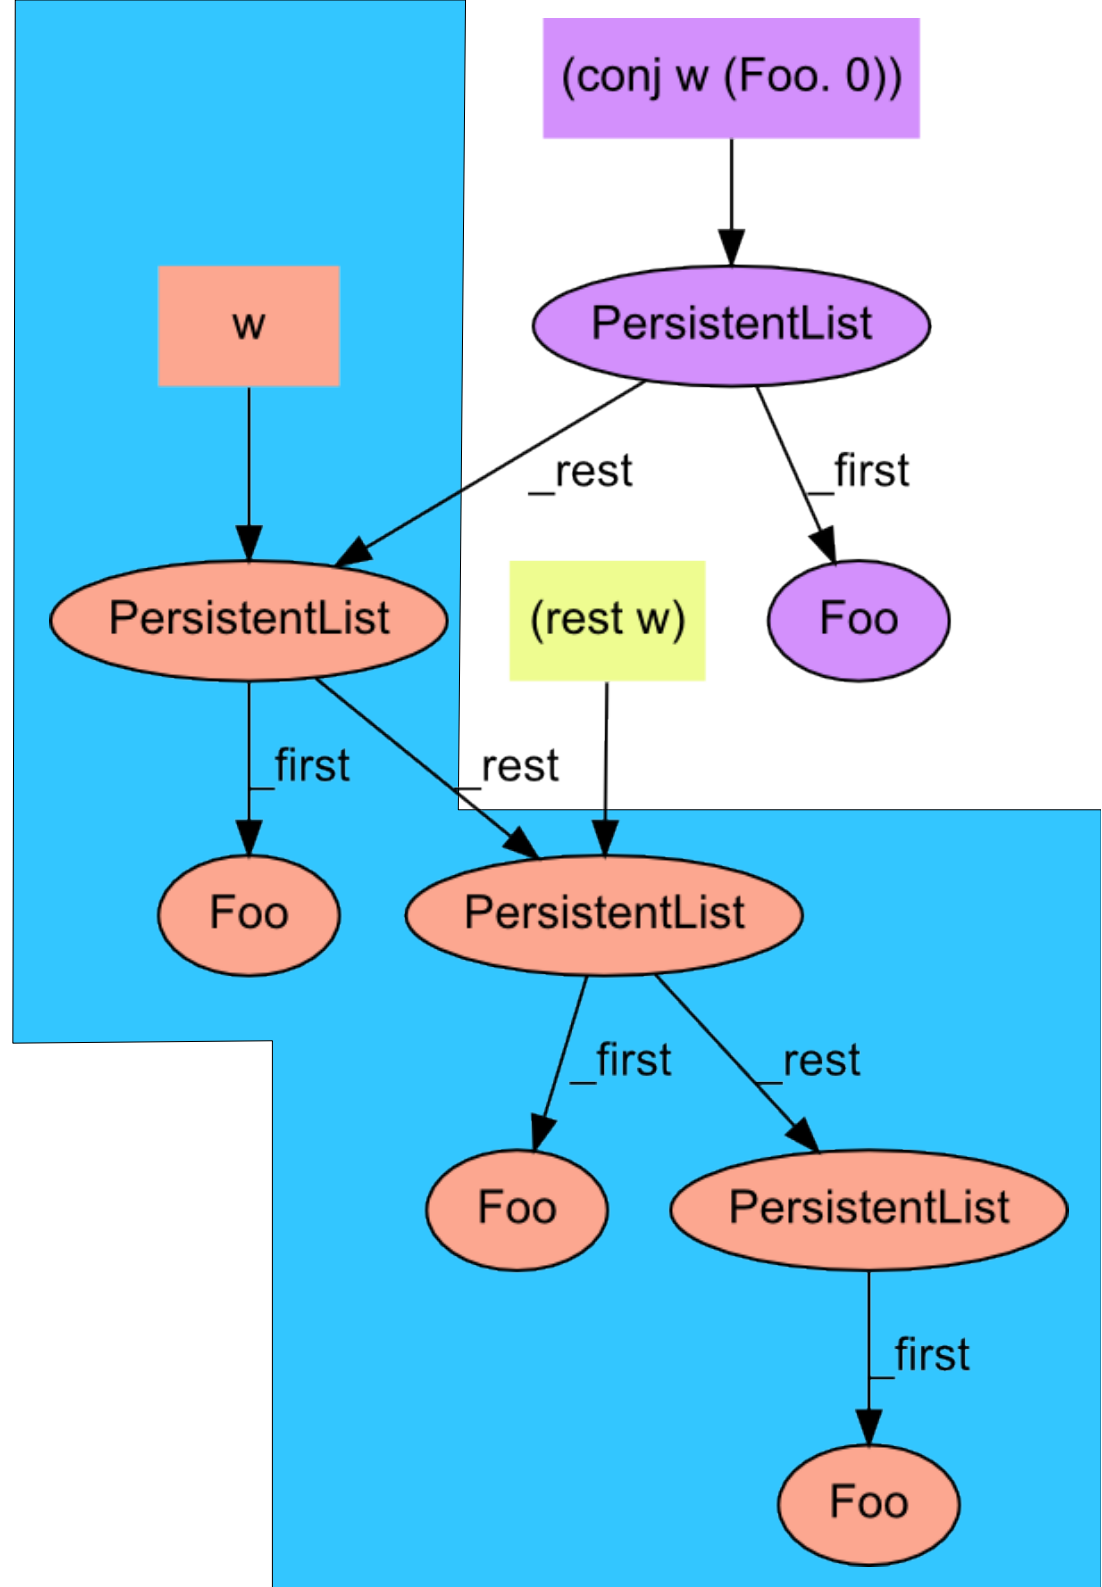 (conj w (Foo. 0))
w
PersistentList
_rest
_first
PersistentList
(rest w)
Foo
_first
_rest
Foo
PersistentList
_first
_rest
Foo
PersistentList
_first
Foo